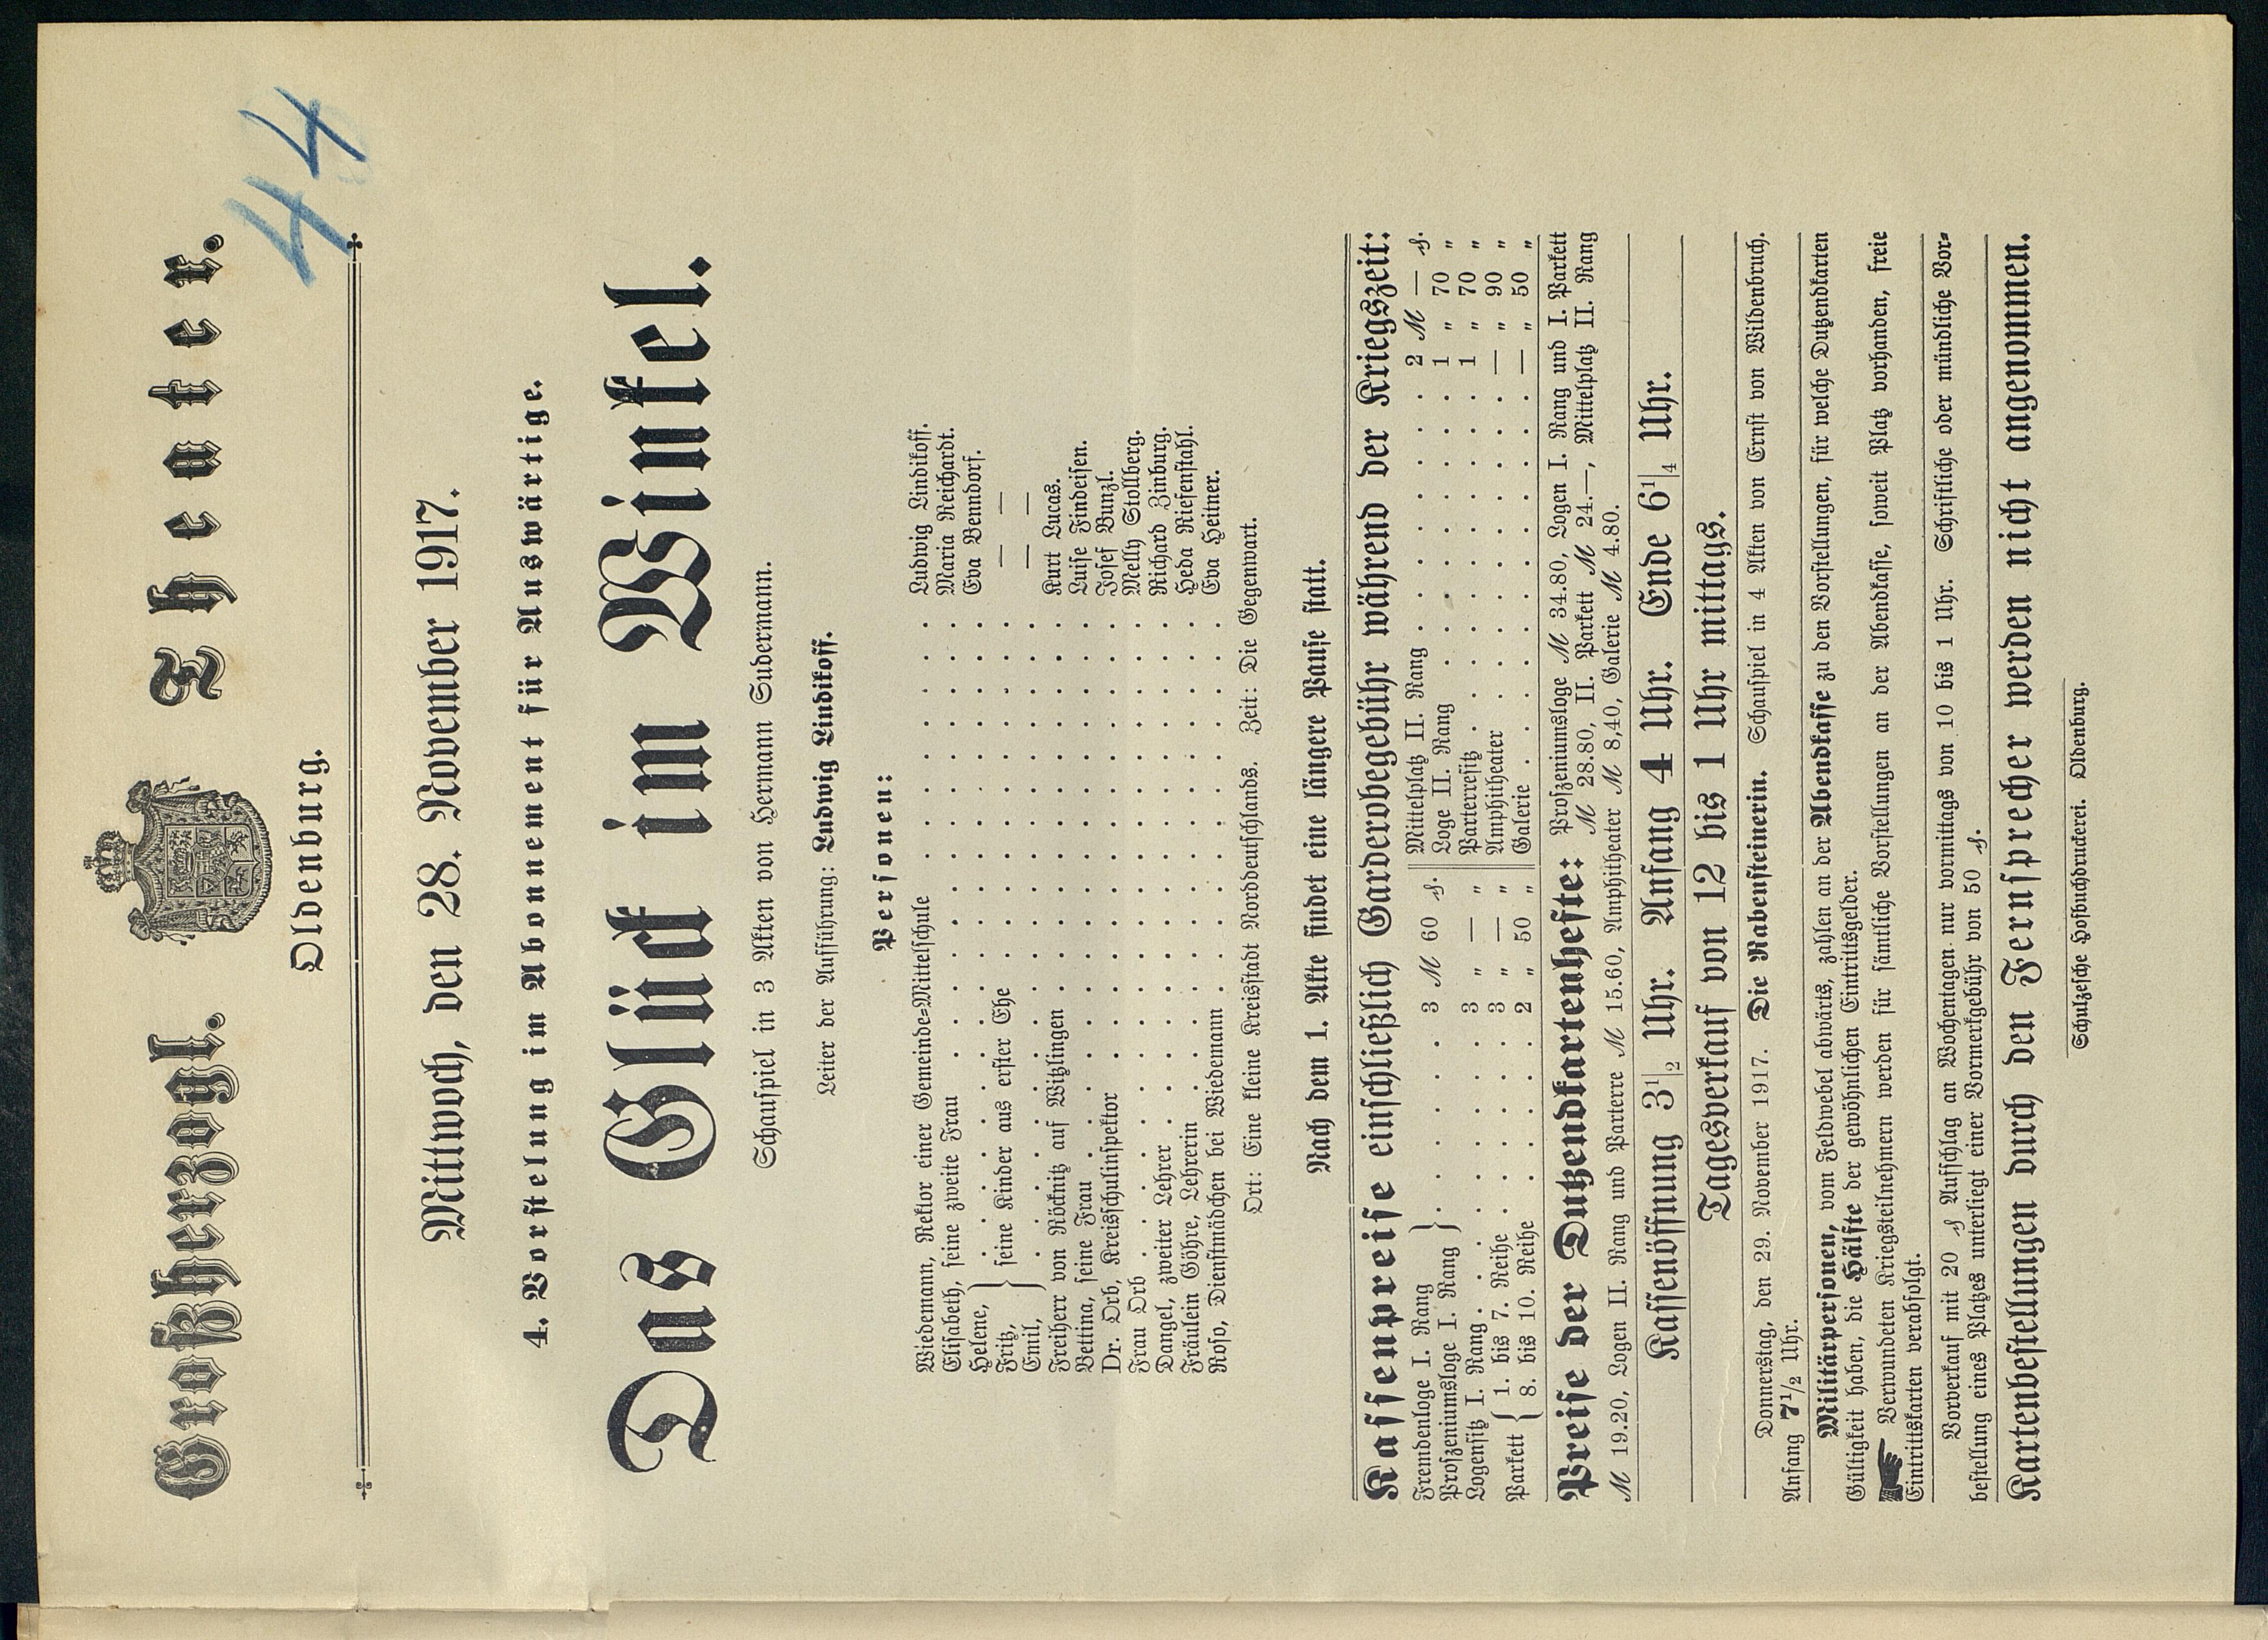 Großherzogl. Theater.
44
Oldenburg.
Mittwoch, den 28. November 1917.
4. Vorstelung im Abonnement für Auswärtige.
Das Glück im Winkel.
Schauspiel in 3 Akten von Hermann Sudermann.
Leiter der Aufführung: Ludwig Lindikoff.
Personen:
Wiedemann, Rektor einer Gemeinde-Mittelschule . . . . . Ludwig Lindikoff.
Elisabeth, seine zweite Frau . . . . . Maria Reichardt.
Helene, . . . . . Eva Benndorf.
Fritz, } seine Kinder aus erster Ehe . . . . . — —
Emil, . . . . . — —
Freiherr von Röcknitz auf Witzlingen . . . . . Kurt Lucas.
Bettina, seine Frau . . . . . Luise Findeisen.
Dr. Orb, Kreisschulinspektor . . . . . Josef Bunzl.
Frau Orb . . . . . Melly Stollberg.
Dangel, zweiter Lehrer . . . . . Richard Zinburg.
Fräulein Göhre, Lehrerin . . . . . Heda Riefenstahl.
Roso, Dienstmädchen bei Wiedemann . . . . . Eva Heitner.
Ort: Eine kleine Kreisstadt Norddeutschlands. Zeit: Die Gegenwart.
Nach dem 1. Akte findet eine längere Pause statt.
Kassenpreise einschließlich Garderobegebühr während der Kriegszeit:
Fremdenloge I. Rang
Proszeniumsloge I. Rang } . . . . . 3 ℳ 60 ₰.
Logensitz I. Rang . . . . . 3 „ — „
Parkett { 1. bis 7. Reihe . . . . . 3 „ — „
8. bis 10. Reihe . . . . . 2 „ 50 „
Mittelplatz II. Rang . . . . . 2 ℳ — ₰.
Loge II. Rang . . . . . 1 „ 70 „
Parterresitz . . . . . 1 „ 70 „
Amphitheater . . . . . — „ 90 „
Galerie . . . . . — „ 50 „
Preise der Dutzendkartenhefte: Proszeniumsloge ℳ 34.80, Logen I. Rang und I. Parkett
ℳ 28.80, II. Parkett ℳ 24.—, Mittelplatz II. Rang
ℳ 19.20, Logen II. Rang und Parterre ℳ 15.60, Amphitheater ℳ 8,40, Galerie ℳ 4.80.
Kassenöffnung 3 1/2 Uhr. Anfang 4 Uhr. Ende 6 1/4 Uhr.
Tagesverkauf von 12 bis 1 Uhr mittags.
Donnerstag, den 29. November 1917. Die Rabensteinerin. Schauspiel in 4 Akten von Ernst von Wildenbruch.
Anfang 7 1/2 Uhr.
Militärpersonen, vom Feldwebel abwärts, zahlen an der Abendkasse zu den Vorstellungen, für welche Dutzendkarten
Gültigkeit haben, die Hälfte der gewöhnlichen Eintrittsgelder.
☛ Verwundeten Kriegsteilnehmern werden für sämtliche Vorstellungen an der Abendkasse, soweit Platz vorhanden, freie
Eintrittskarten verabfolgt.
Vorverkauf mit 20 ₰ Aufschlag an Wochentagen nur vormittags von 10 bis 1 Uhr. Schriftliche oder mündliche Vor-
bestellung eines Platzes unterliegt einer Vormerkgebühr von 50 ₰.
Kartenbestellungen durch den Fernsprecher werden nicht angenommen.
Schulzesche Hofbuchdruckerei. Oldenburg.